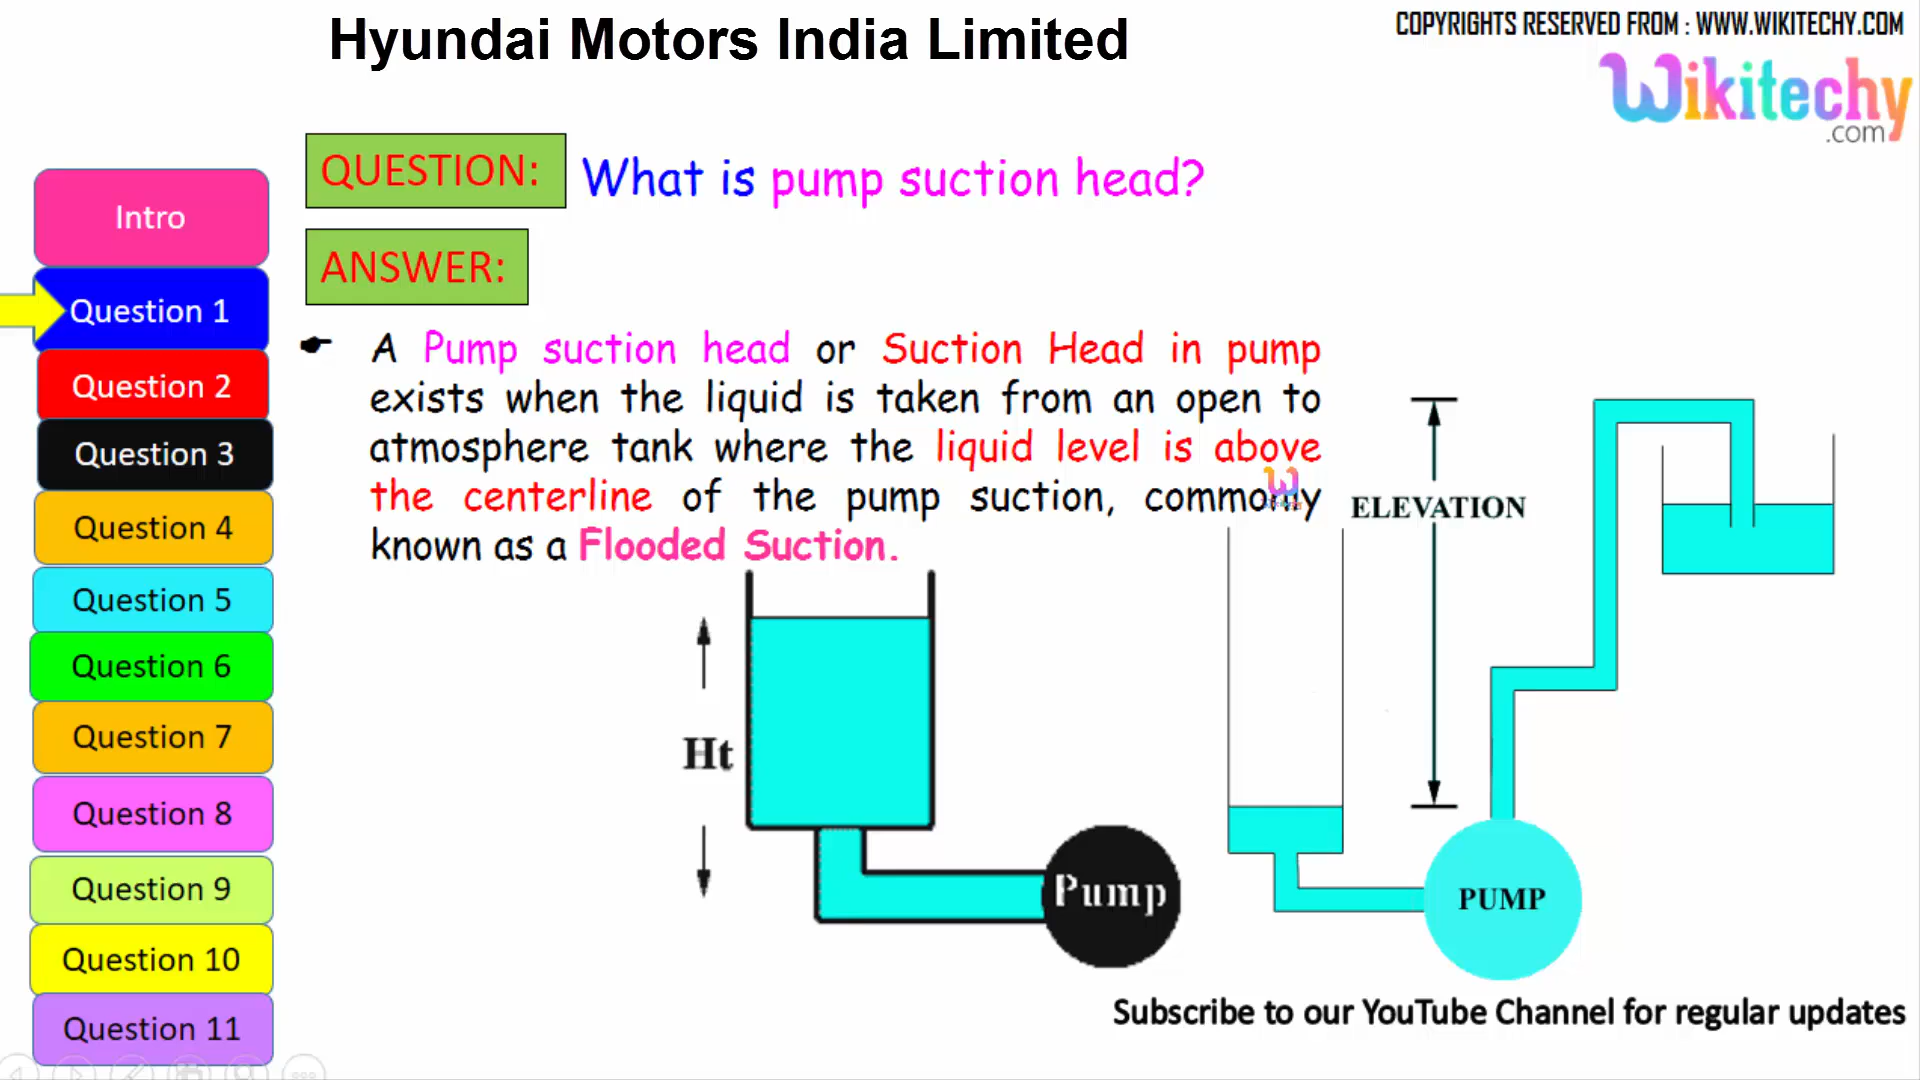 Hyundai Motors India Limited
COPYRIGHTS RESERVED FROM : WWW.WIKITECHY.COM
Wikitechy
.com
QUESTION: What is pump suction head?
ANSWER:
Intro
Question 1
Question 2
Question 3
Question 4
Question 5
Question 6
Question 7
Question 8
Question 9
Question 10
Question 11
A Pump suction head or Suction Head in pump
exists when the liquid is taken from an open to
atmosphere tank where the liquid level is above
the centerline of the pump suction, commonly
known as a Flooded Suction.
Ht
Pump
ELEVATION
PUMP
Subscribe to our YouTube Channel for regular updates